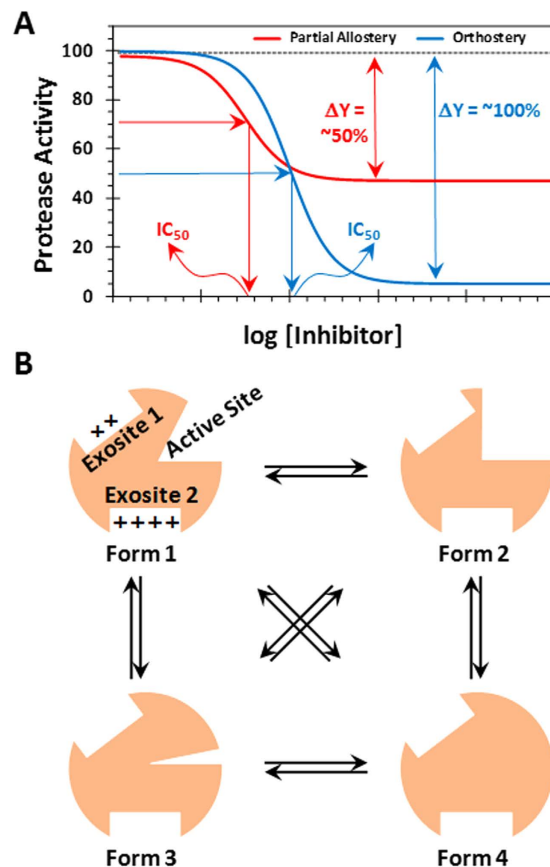 A
Partial Allostery
Orthostery
100
80
60
40
20
0
Protease Activity
ΔY =
~50%
ΔY = ~100%
IC50
IC50
log [Inhibitor]
B
++
Exosite 1
Active Site
Exosite 2
++++
Form 1
Form 2
Form 3
Form 4